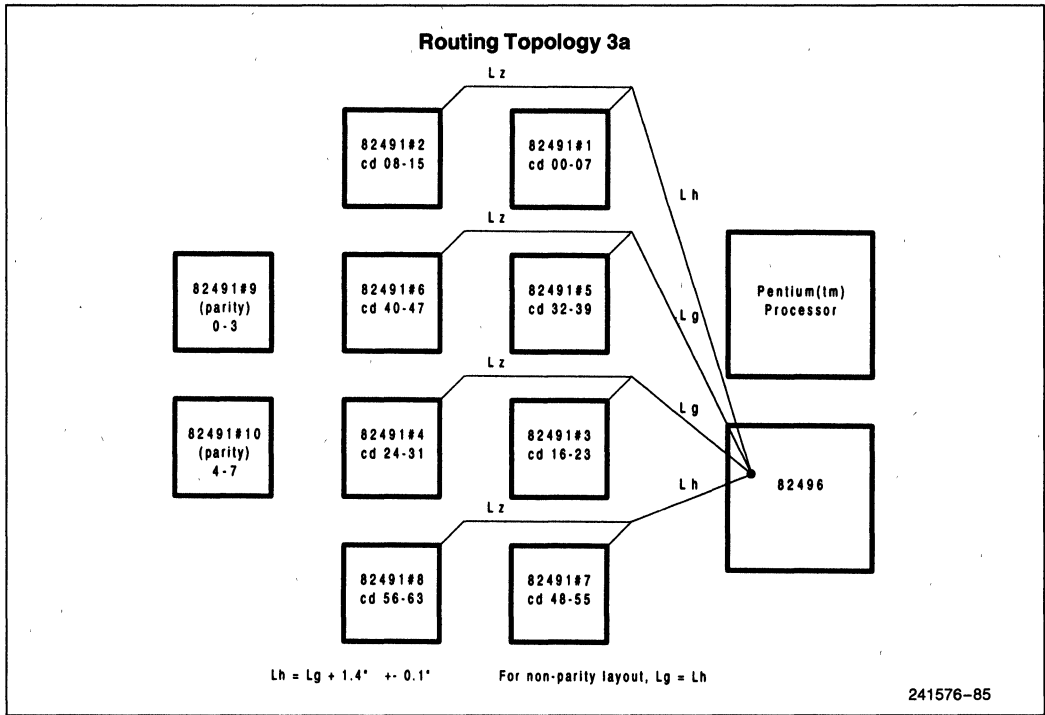 Routing Topology 3a
Lz
82491#2
cd 08-15
82491#1
cd 00-07
Lh
Lz
82491#9
(parity)
0-3
82491#6
cd 40-47
82491#5
cd 32-39
Lg
Pentium(tm)
Processor
Lz
82491#10
(parity)
4-7
82491#4
cd 24-31
82491#3
cd 16-23
Lg
82496
Lz
Lh
82491#8
cd 56-63
82491#7
cd 48-55
Lh = Lg + 1.4" +- 0.1"
For non-parity layout, Lg = Lh
241576-85